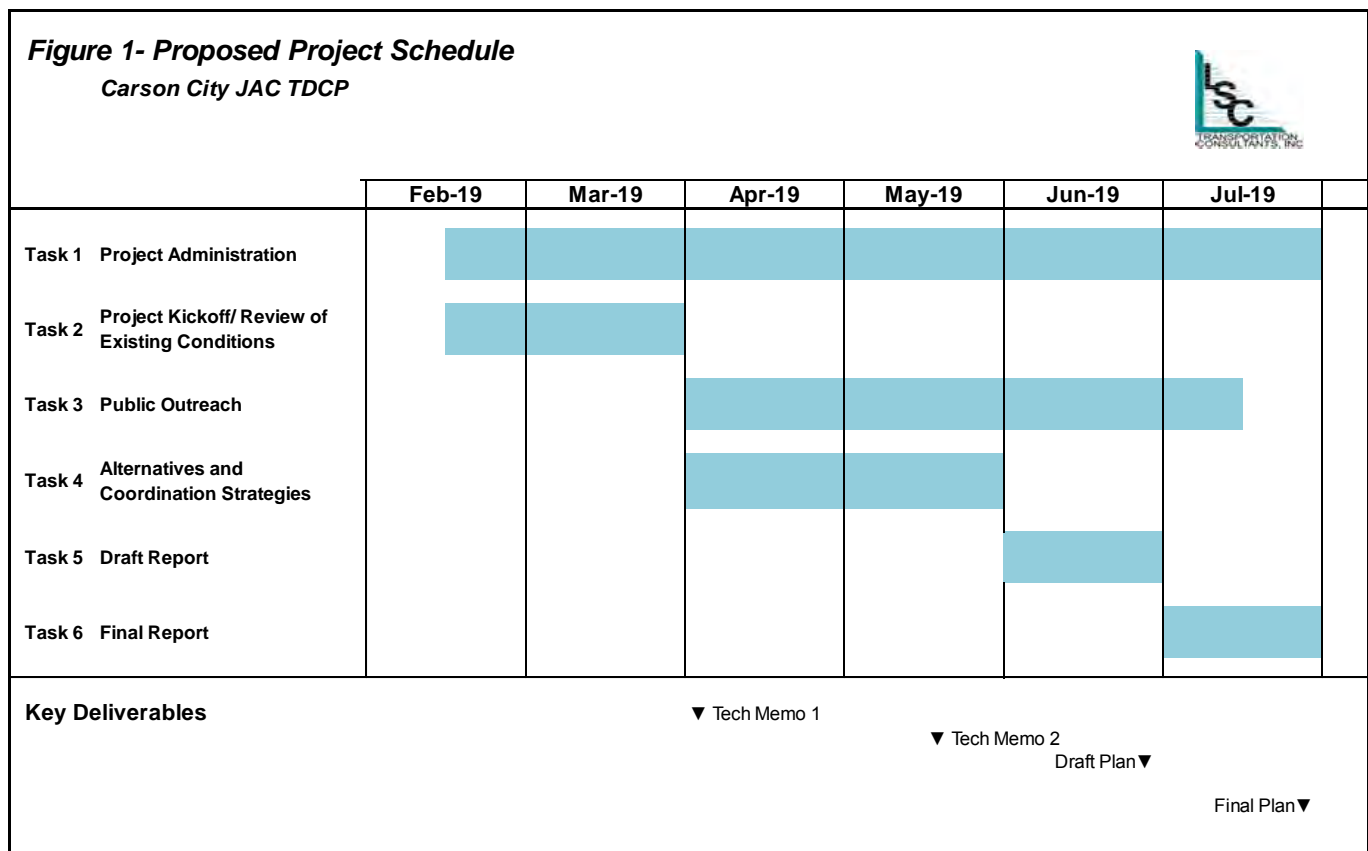 Figure 1- Proposed Project Schedule
Carson City JAC TDCP
LSC
TRANSPORTATION
CONSULTANTS, INC
Feb-19 Mar-19 Apr-19 May-19 Jun-19 Jul-19
Task 1 Project Administration
Task 2 Project Kickoff/ Review of
Existing Conditions
Task 3 Public Outreach
Task 4 Alternatives and
Coordination Strategies
Task 5 Draft Report
Task 6 Final Report
Key Deliverables
▼ Tech Memo 1
▼ Tech Memo 2
Draft Plan▼
Final Plan▼